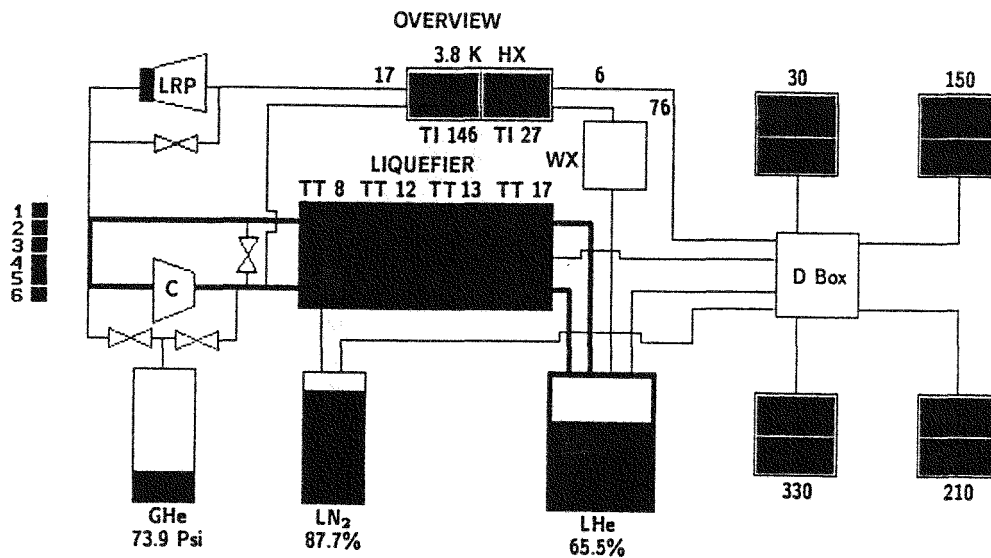 OVERVIEW
3.8 K HX
17
6
30
150
LRP
76
TI 146 TI 27
WX
LIQUEFIER
TT 8 TT 12 TT 13 TT 17
1
2
3
4
5
6
C
D Box
GHe
73.9 Psi
LN₂
87.7%
LHe
65.5%
330
210